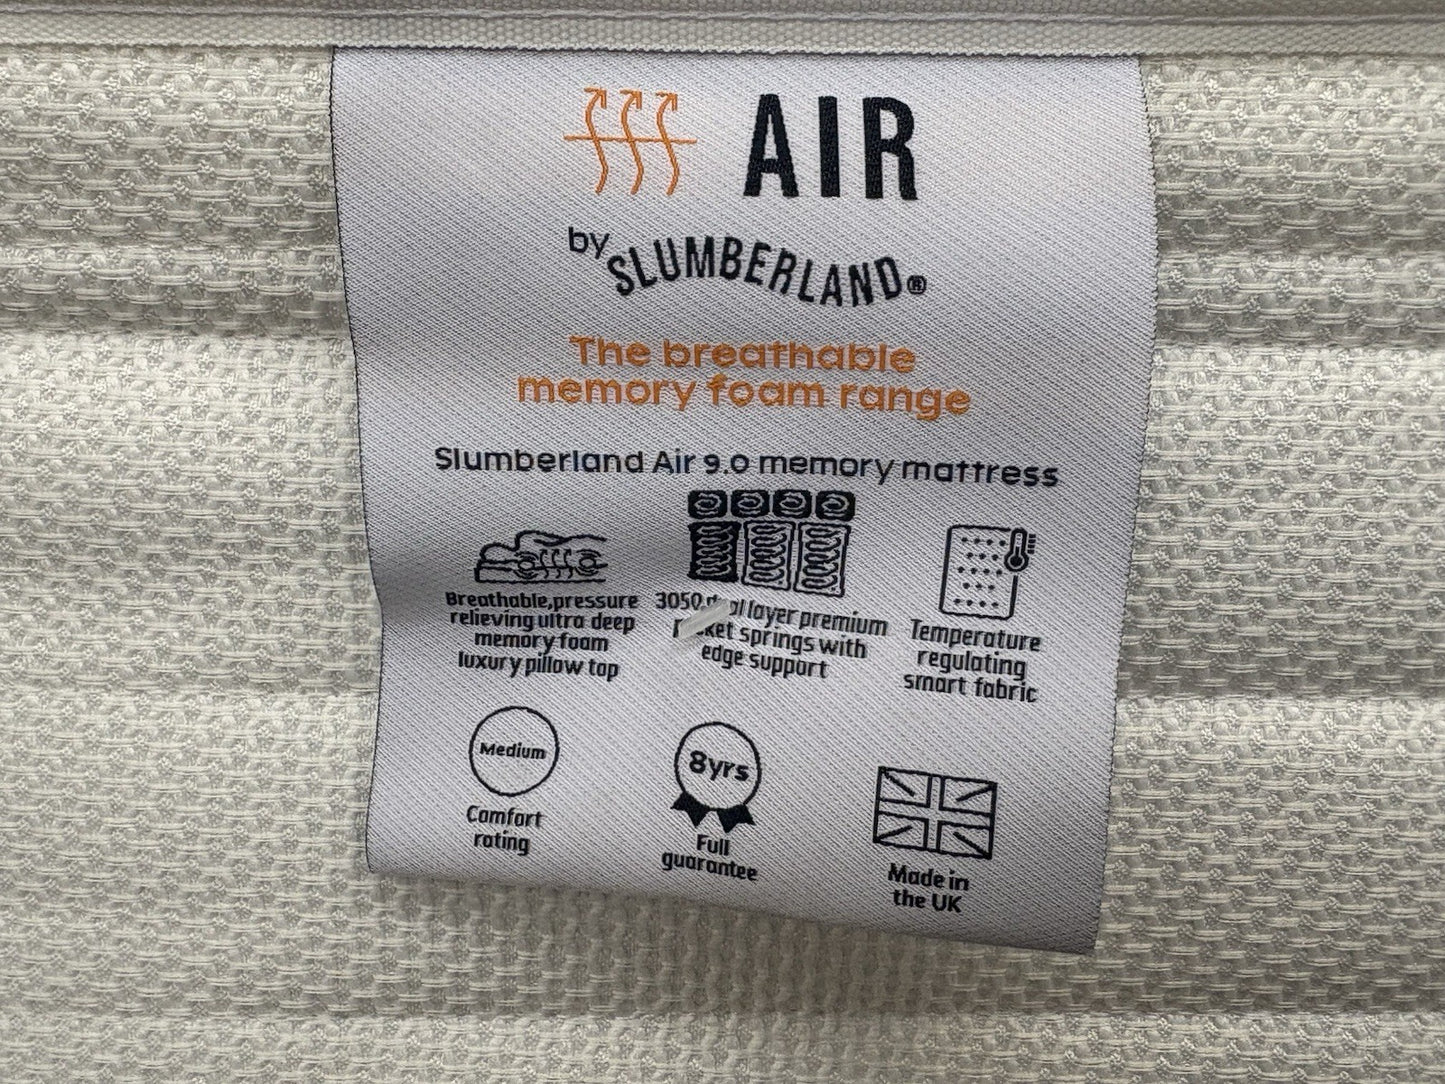 AIR
by SLUMBERLAND®
The breathable
memory foam range
Slumberland Air 9.0 memory mattress
Breathable, pressure
relieving ultra deep
memory foam
luxury pillow top
3050 dual layer premium
pocket springs with
edge support
Temperature
regulating
smart fabric
Medium
Comfort
rating
8yrs
Full
guarantee
Made in
the UK